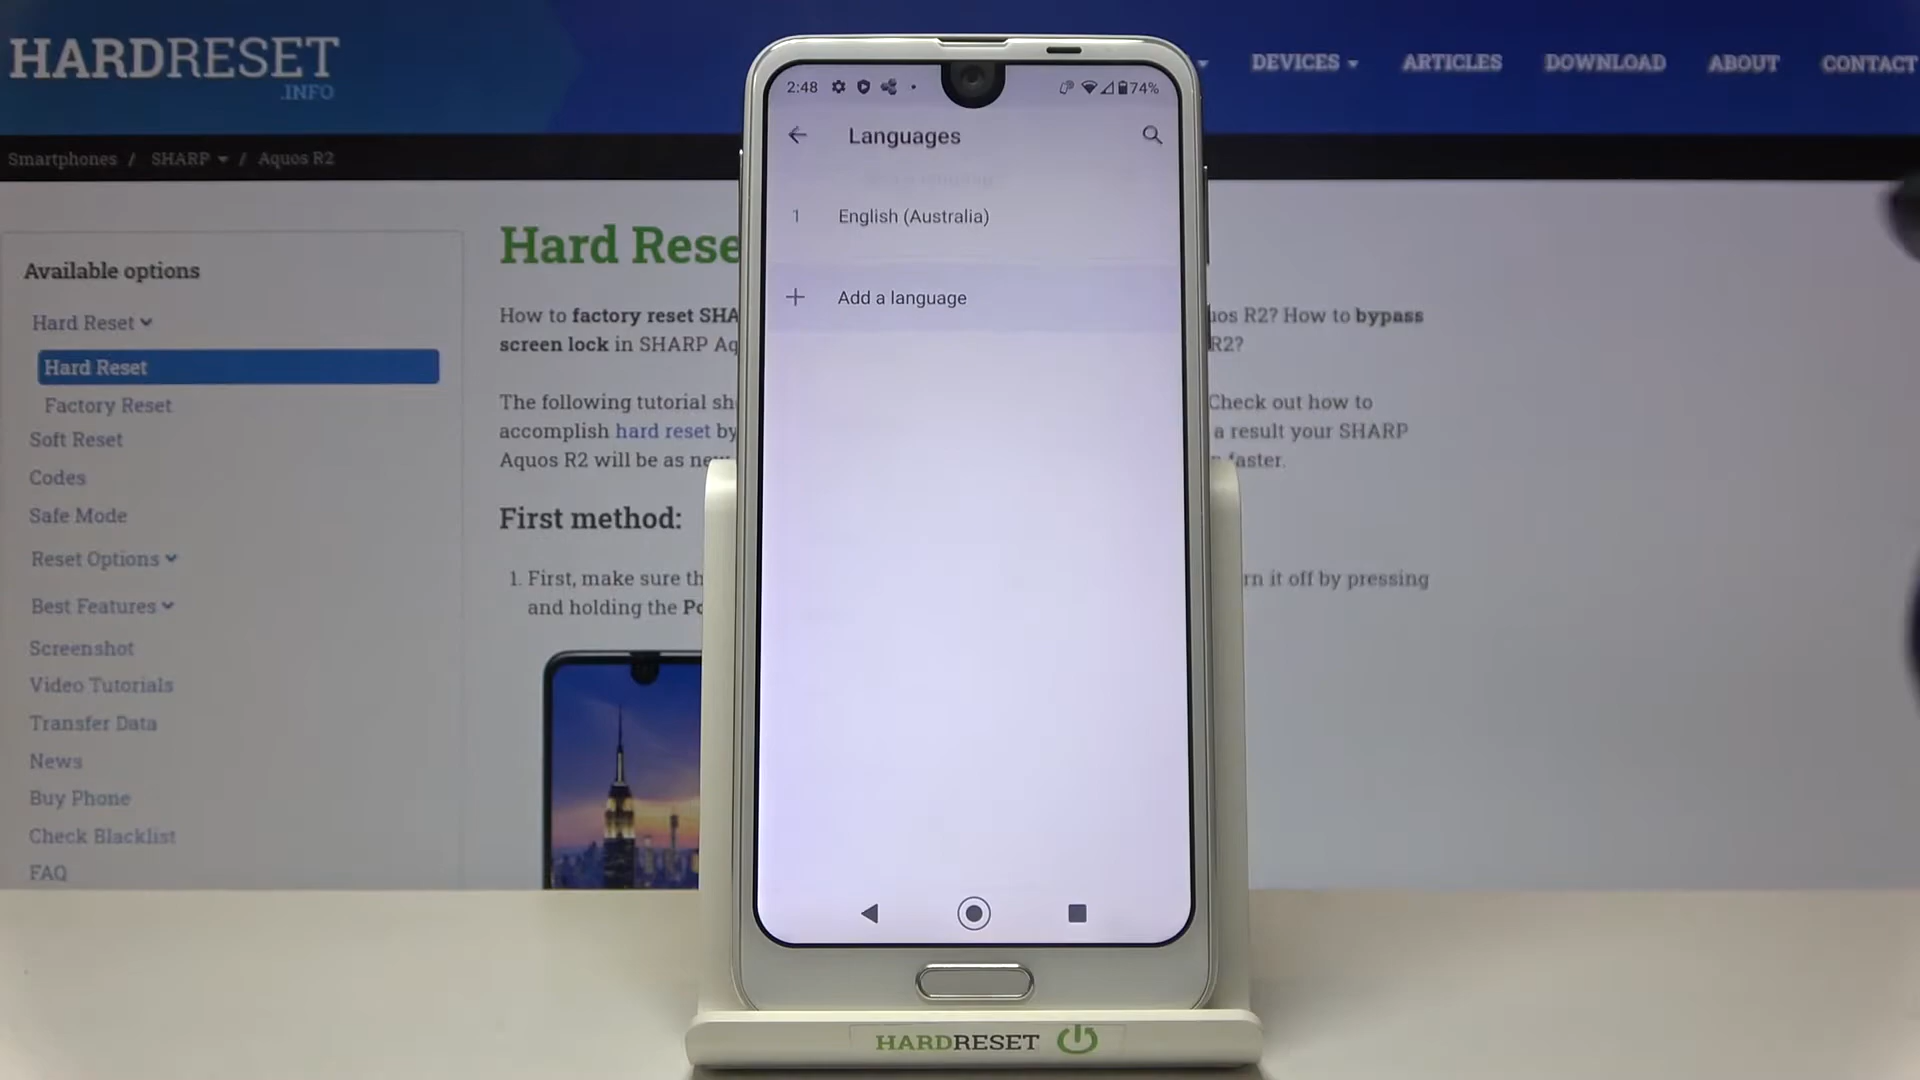 HARDRESET
.INFO
DEVICES
ARTICLES
DOWNLOAD
ABOUT
CONTACT
Smartphones / SHARP / Aquos R2
Available options
Hard Reset
Hard Reset
Factory Reset
Soft Reset
Codes
Safe Mode
Reset Options
Best Features
Screenshot
Video Tutorials
Transfer Data
News
Buy Phone
Check Blacklist
FAQ
Hard Rese
How to factory reset SHA
screen lock in SHARP Aq
The following tutorial sh
accomplish hard reset by
Aquos R2 will be as
First method:
1. First, make sure th
and holding the Po
2:48
74%
Languages
1 English (Australia)
+ Add a language
uos R2? How to bypass
R2?
Check out how to
a result your SHARP
faster.
rn it off by pressing
HARDRESET